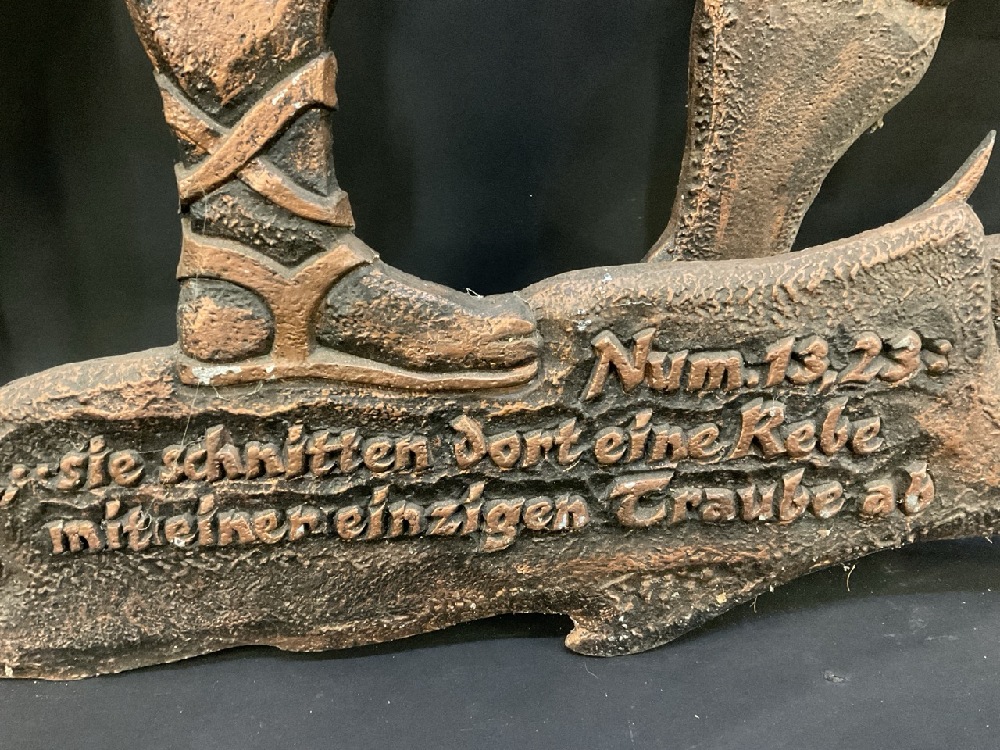 Num. 13,23:
„sie schnitten dort eine Rebe
mit einer einzigen Traube ab